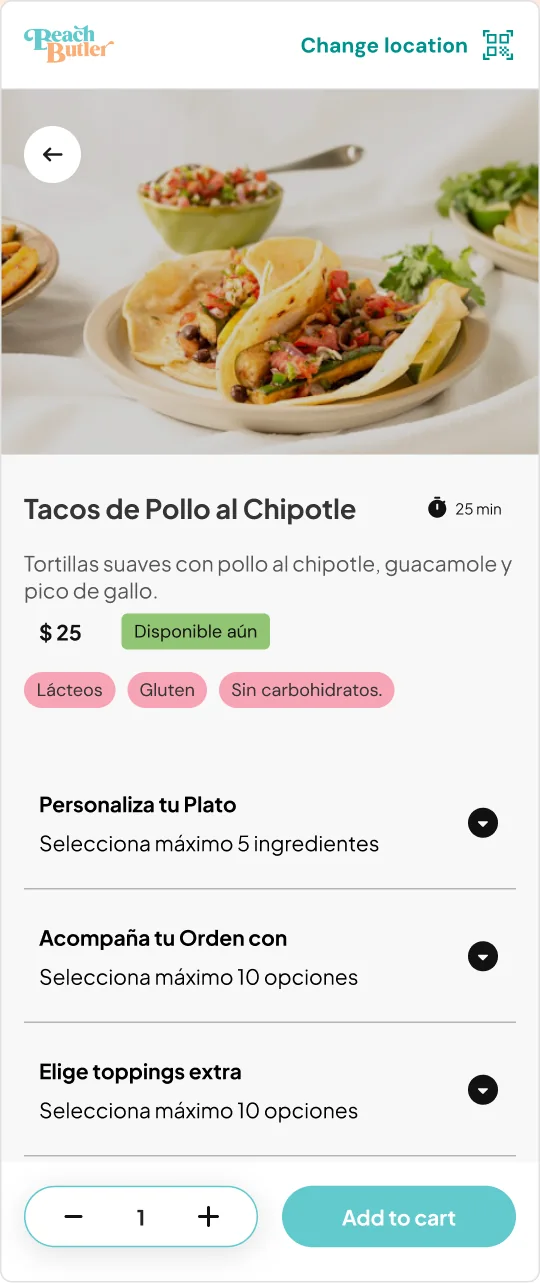 Beach
Butler
Change location
Tacos de Pollo al Chipotle
25 min
Tortillas suaves con pollo al chipotle, guacamole y
pico de gallo.
$ 25
Disponible aún
Lácteos
Gluten
Sin carbohidratos.
Personaliza tu Plato
Selecciona máximo 5 ingredientes
Acompaña tu Orden con
Selecciona máximo 10 opciones
Elige toppings extra
Selecciona máximo 10 opciones
1
Add to cart